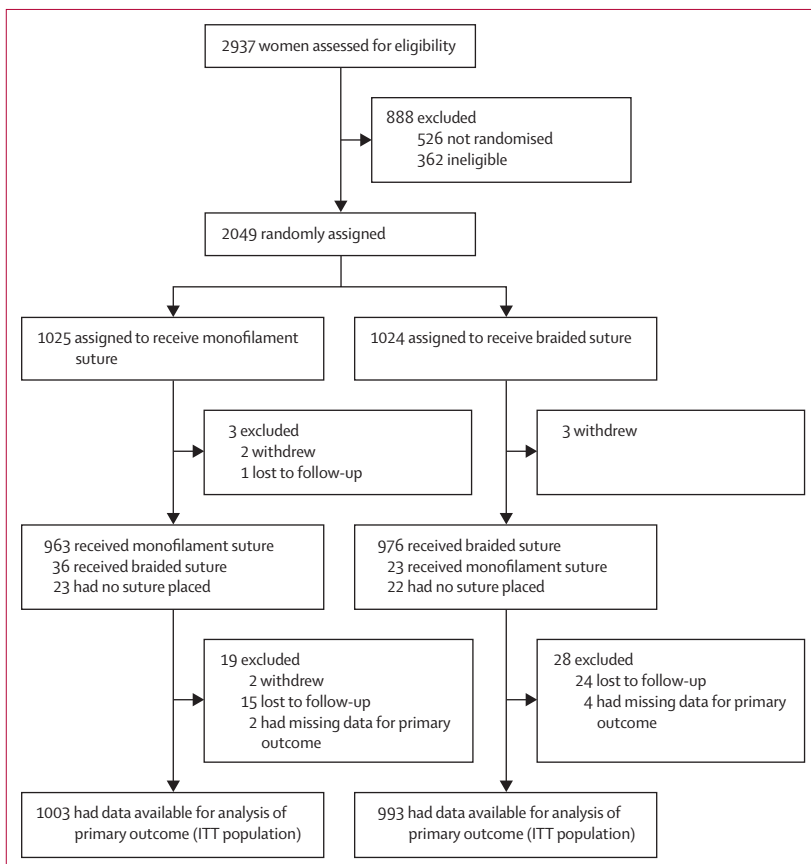 2937 women assessed for eligibility
888 excluded
526 not randomised
362 ineligible
2049 randomly assigned
1025 assigned to receive monofilament
suture
1024 assigned to receive braided suture
3 excluded
2 withdrew
1 lost to follow-up
3 withdrew
963 received monofilament suture
36 received braided suture
23 had no suture placed
976 received braided suture
23 received monofilament suture
22 had no suture placed
19 excluded
2 withdrew
15 lost to follow-up
2 had missing data for primary
outcome
28 excluded
24 lost to follow-up
4 had missing data for primary
outcome
1003 had data available for analysis of
primary outcome (ITT population)
993 had data available for analysis of
primary outcome (ITT population)